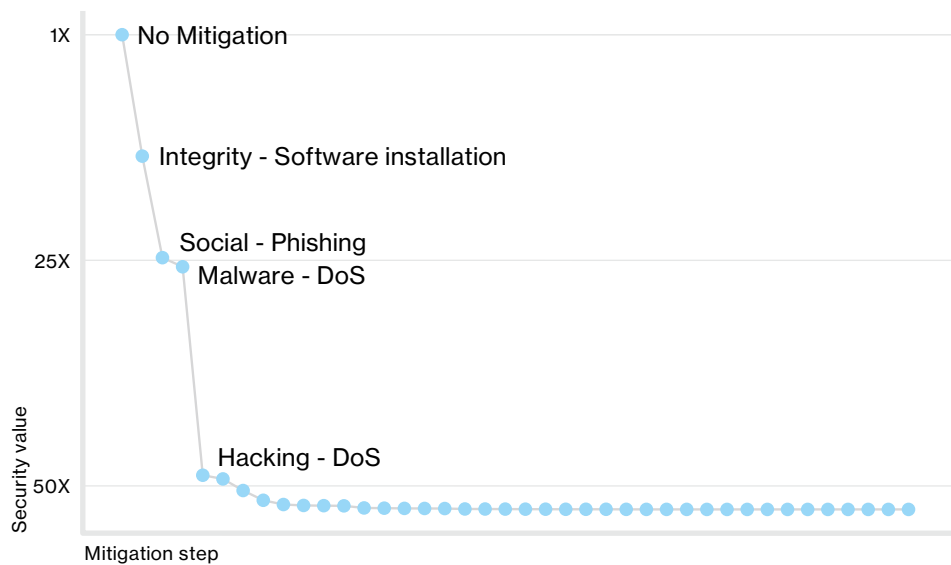 1X
No Mitigation
Integrity - Software installation
Social - Phishing
25X
Malware - DoS
Hacking - DoS
50X
Security value
Mitigation step